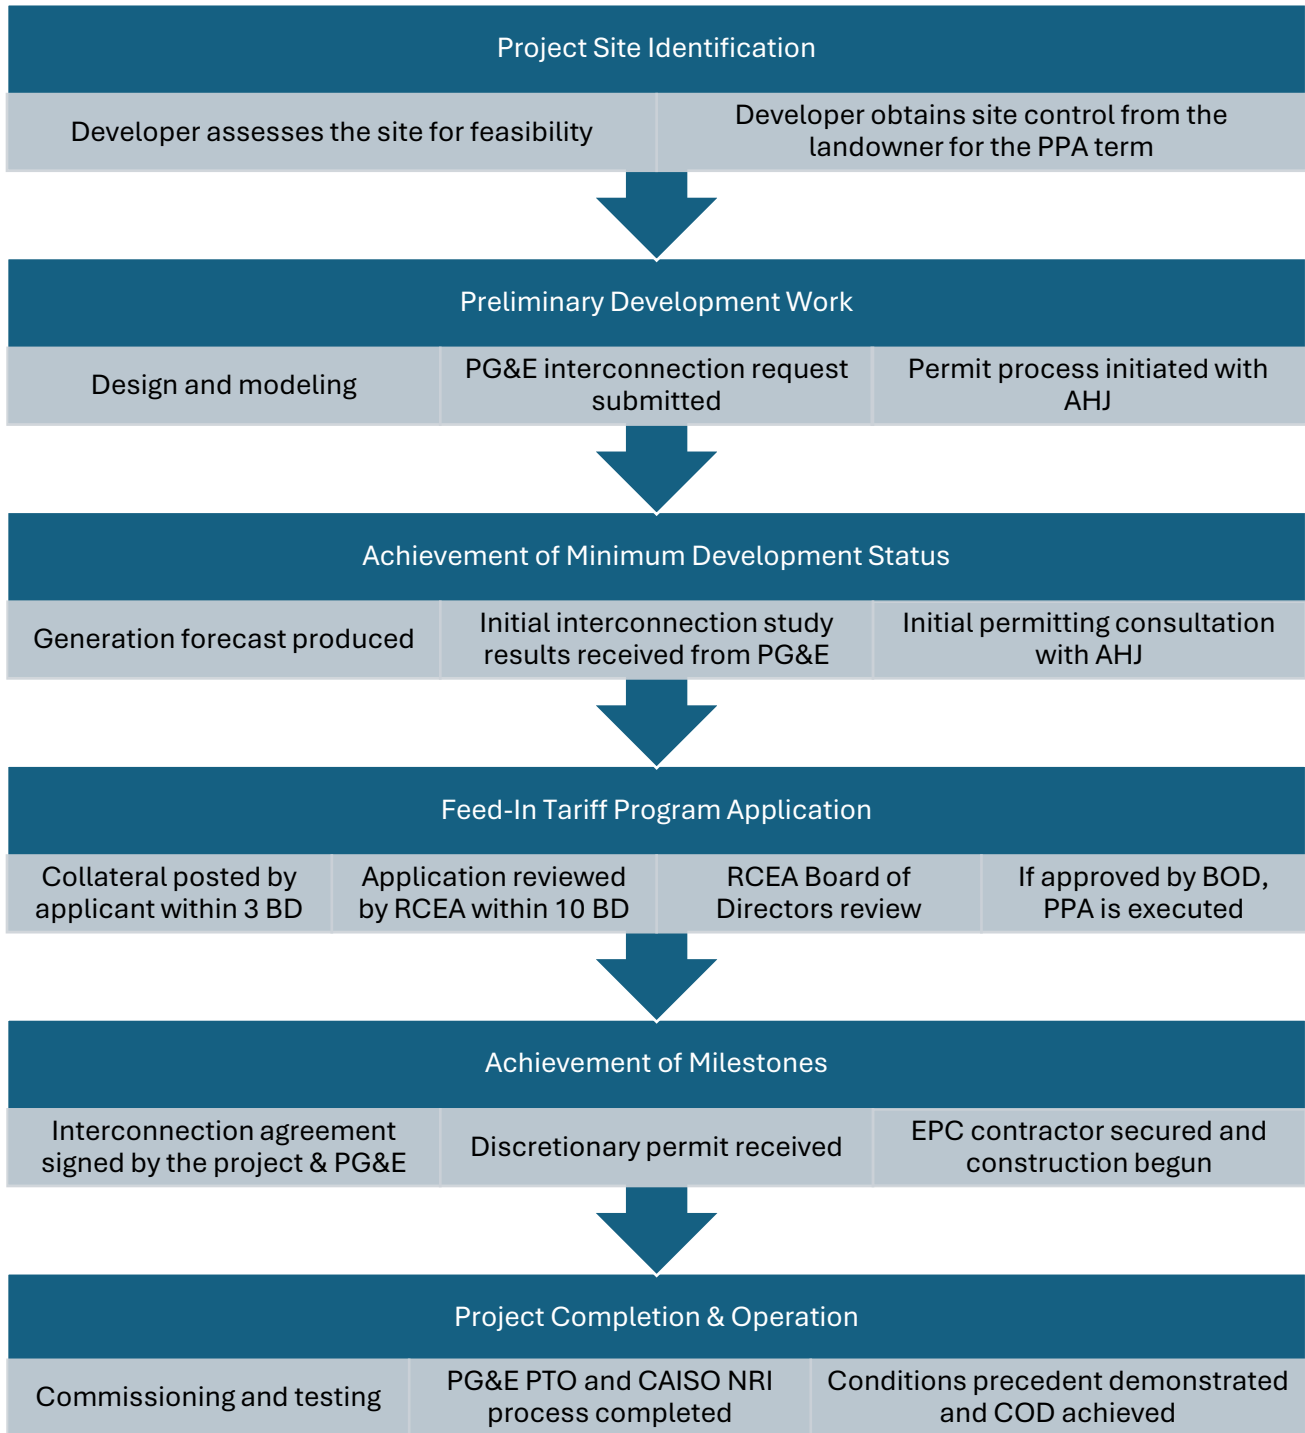 Project Site Identification
Developer assesses the site for feasibility
Developer obtains site control from the
landowner for the PPA term
Preliminary Development Work
Design and modeling
PG&E interconnection request
submitted
Permit process initiated with
AHJ
Achievement of Minimum Development Status
Generation forecast produced
Initial interconnection study
results received from PG&E
Initial permitting consultation
with AHJ
Feed-In Tariff Program Application
Collateral posted by
applicant within 3 BD
Application reviewed
by RCEA within 10 BD
RCEA Board of
Directors review
If approved by BOD,
PPA is executed
Achievement of Milestones
Interconnection agreement
signed by the project & PG&E
Discretionary permit received
EPC contractor secured and
construction begun
Project Completion & Operation
Commissioning and testing
PG&E PTO and CAISO NRI
process completed
Conditions precedent demonstrated
and COD achieved